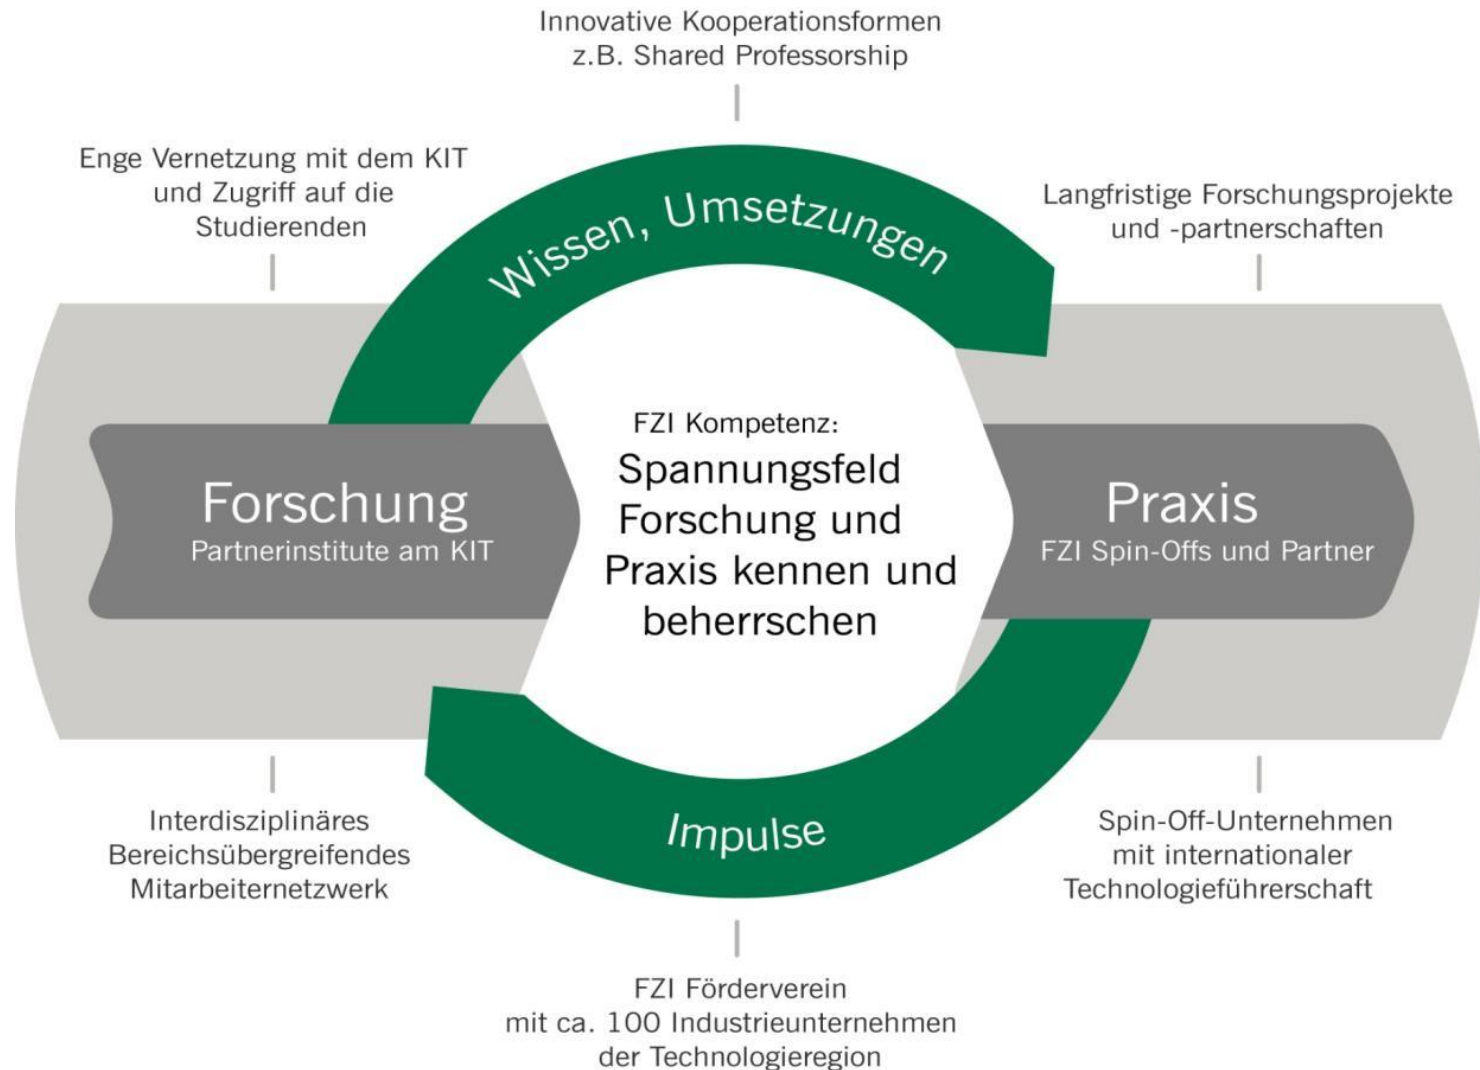 Innovative Kooperationsformen
z.B. Shared Professorship
Enge Vernetzung mit dem KIT
und Zugriff auf die
Studierenden
Langfristige Forschungsprojekte
und -partnerschaften
Wissen, Umsetzungen
FZI Kompetenz:
Spannungsfeld
Forschung und
Praxis kennen und
beherrschen
Forschung
Partnerinstitute am KIT
Praxis
FZI Spin-Offs und Partner
Impulse
Interdisziplinäres
Bereichsübergreifendes
Mitarbeiternetzwerk
Spin-Off-Unternehmen
mit internationaler
Technologieführerschaft
FZI Förderverein
mit ca. 100 Industrieunternehmen
der Technologieregion